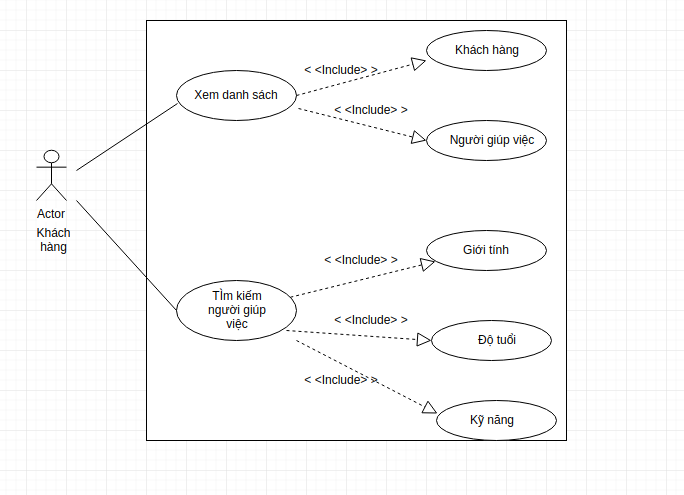 Khách hàng
< <Include> >
Xem danh sách
< <Include> >
Người giúp việc
Actor
Khách
hàng
Giới tính
< <Include> >
TÌm kiếm
người giúp
việc
< <Include> >
Độ tuổi
< <Include> >
Kỹ năng